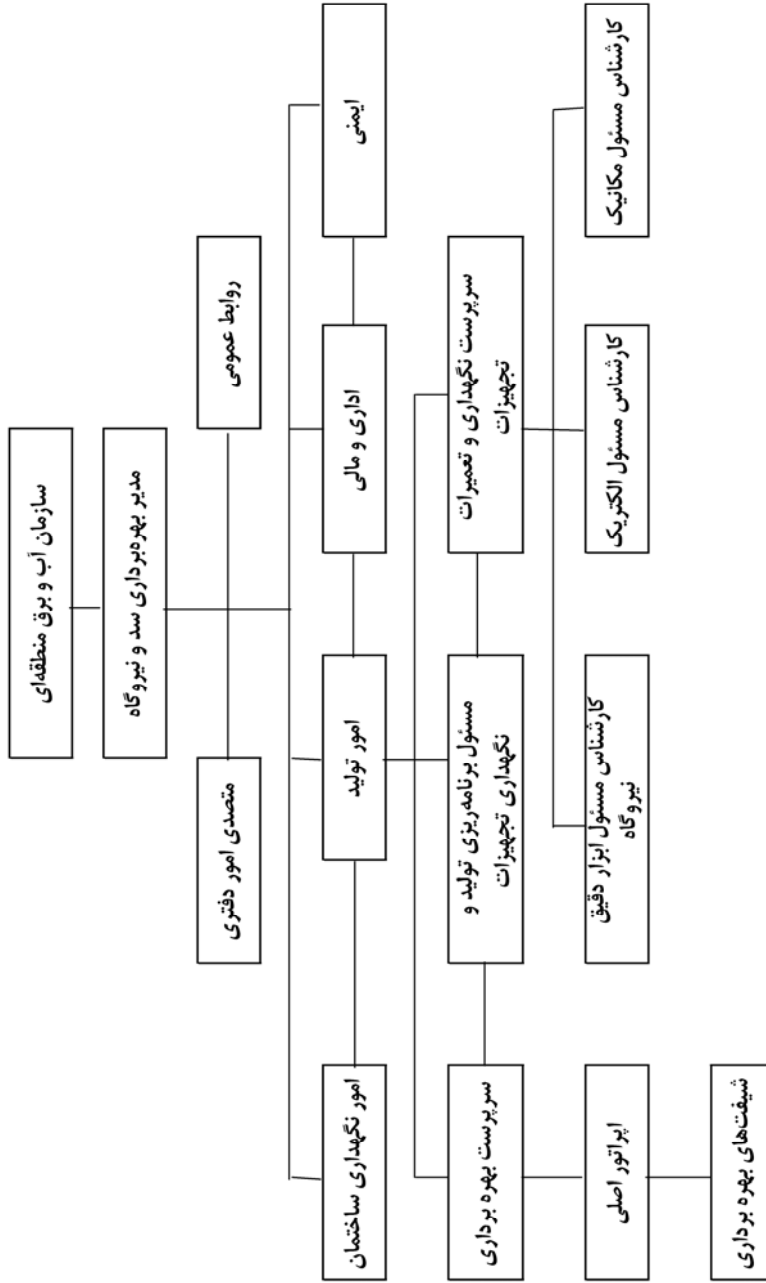 سازمان آب و برق منطقه‌ای
مدیر بهره‌برداری سد و نیروگاه
روابط عمومی
متصدی امور دفتری
ایمنی
اداری و مالی
امور تولید
امور نگهداری ساختمان
سرپرست نگهداری و تعمیرات
تجهیزات
مسئول برنامه‌ریزی تولید و
نگهداری تجهیزات
سرپرست بهره برداری
کارشناس مسئول مکانیک
کارشناس مسئول الکتریک
کارشناس مسئول ابزار دقیق
نیروگاه
اپراتور اصلی
شیفت‌های بهره برداری